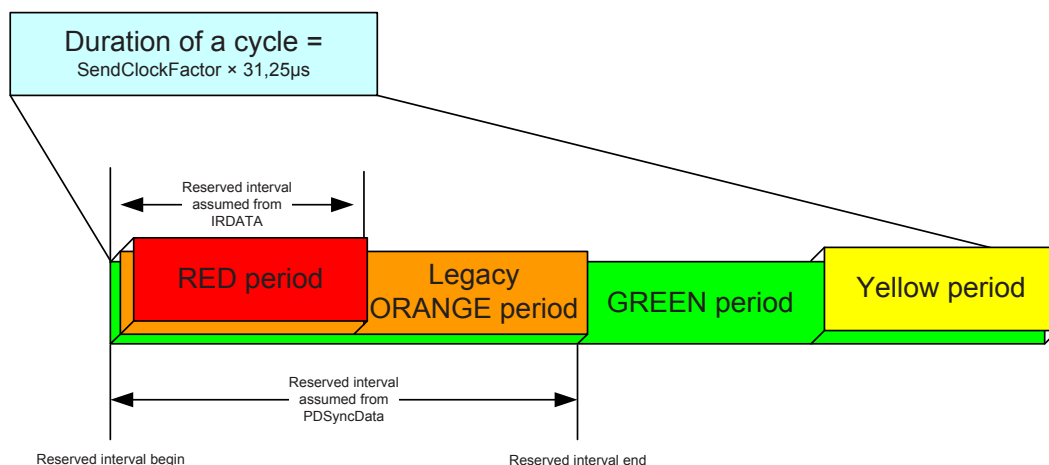 Duration of a cycle =
SendClockFactor × 31,25µs
Reserved interval
assumed from
IRDATA
RED period
Legacy
ORANGE period
GREEN period
Yellow period
Reserved interval
assumed from
PDSyncData
Reserved interval begin
Reserved interval end